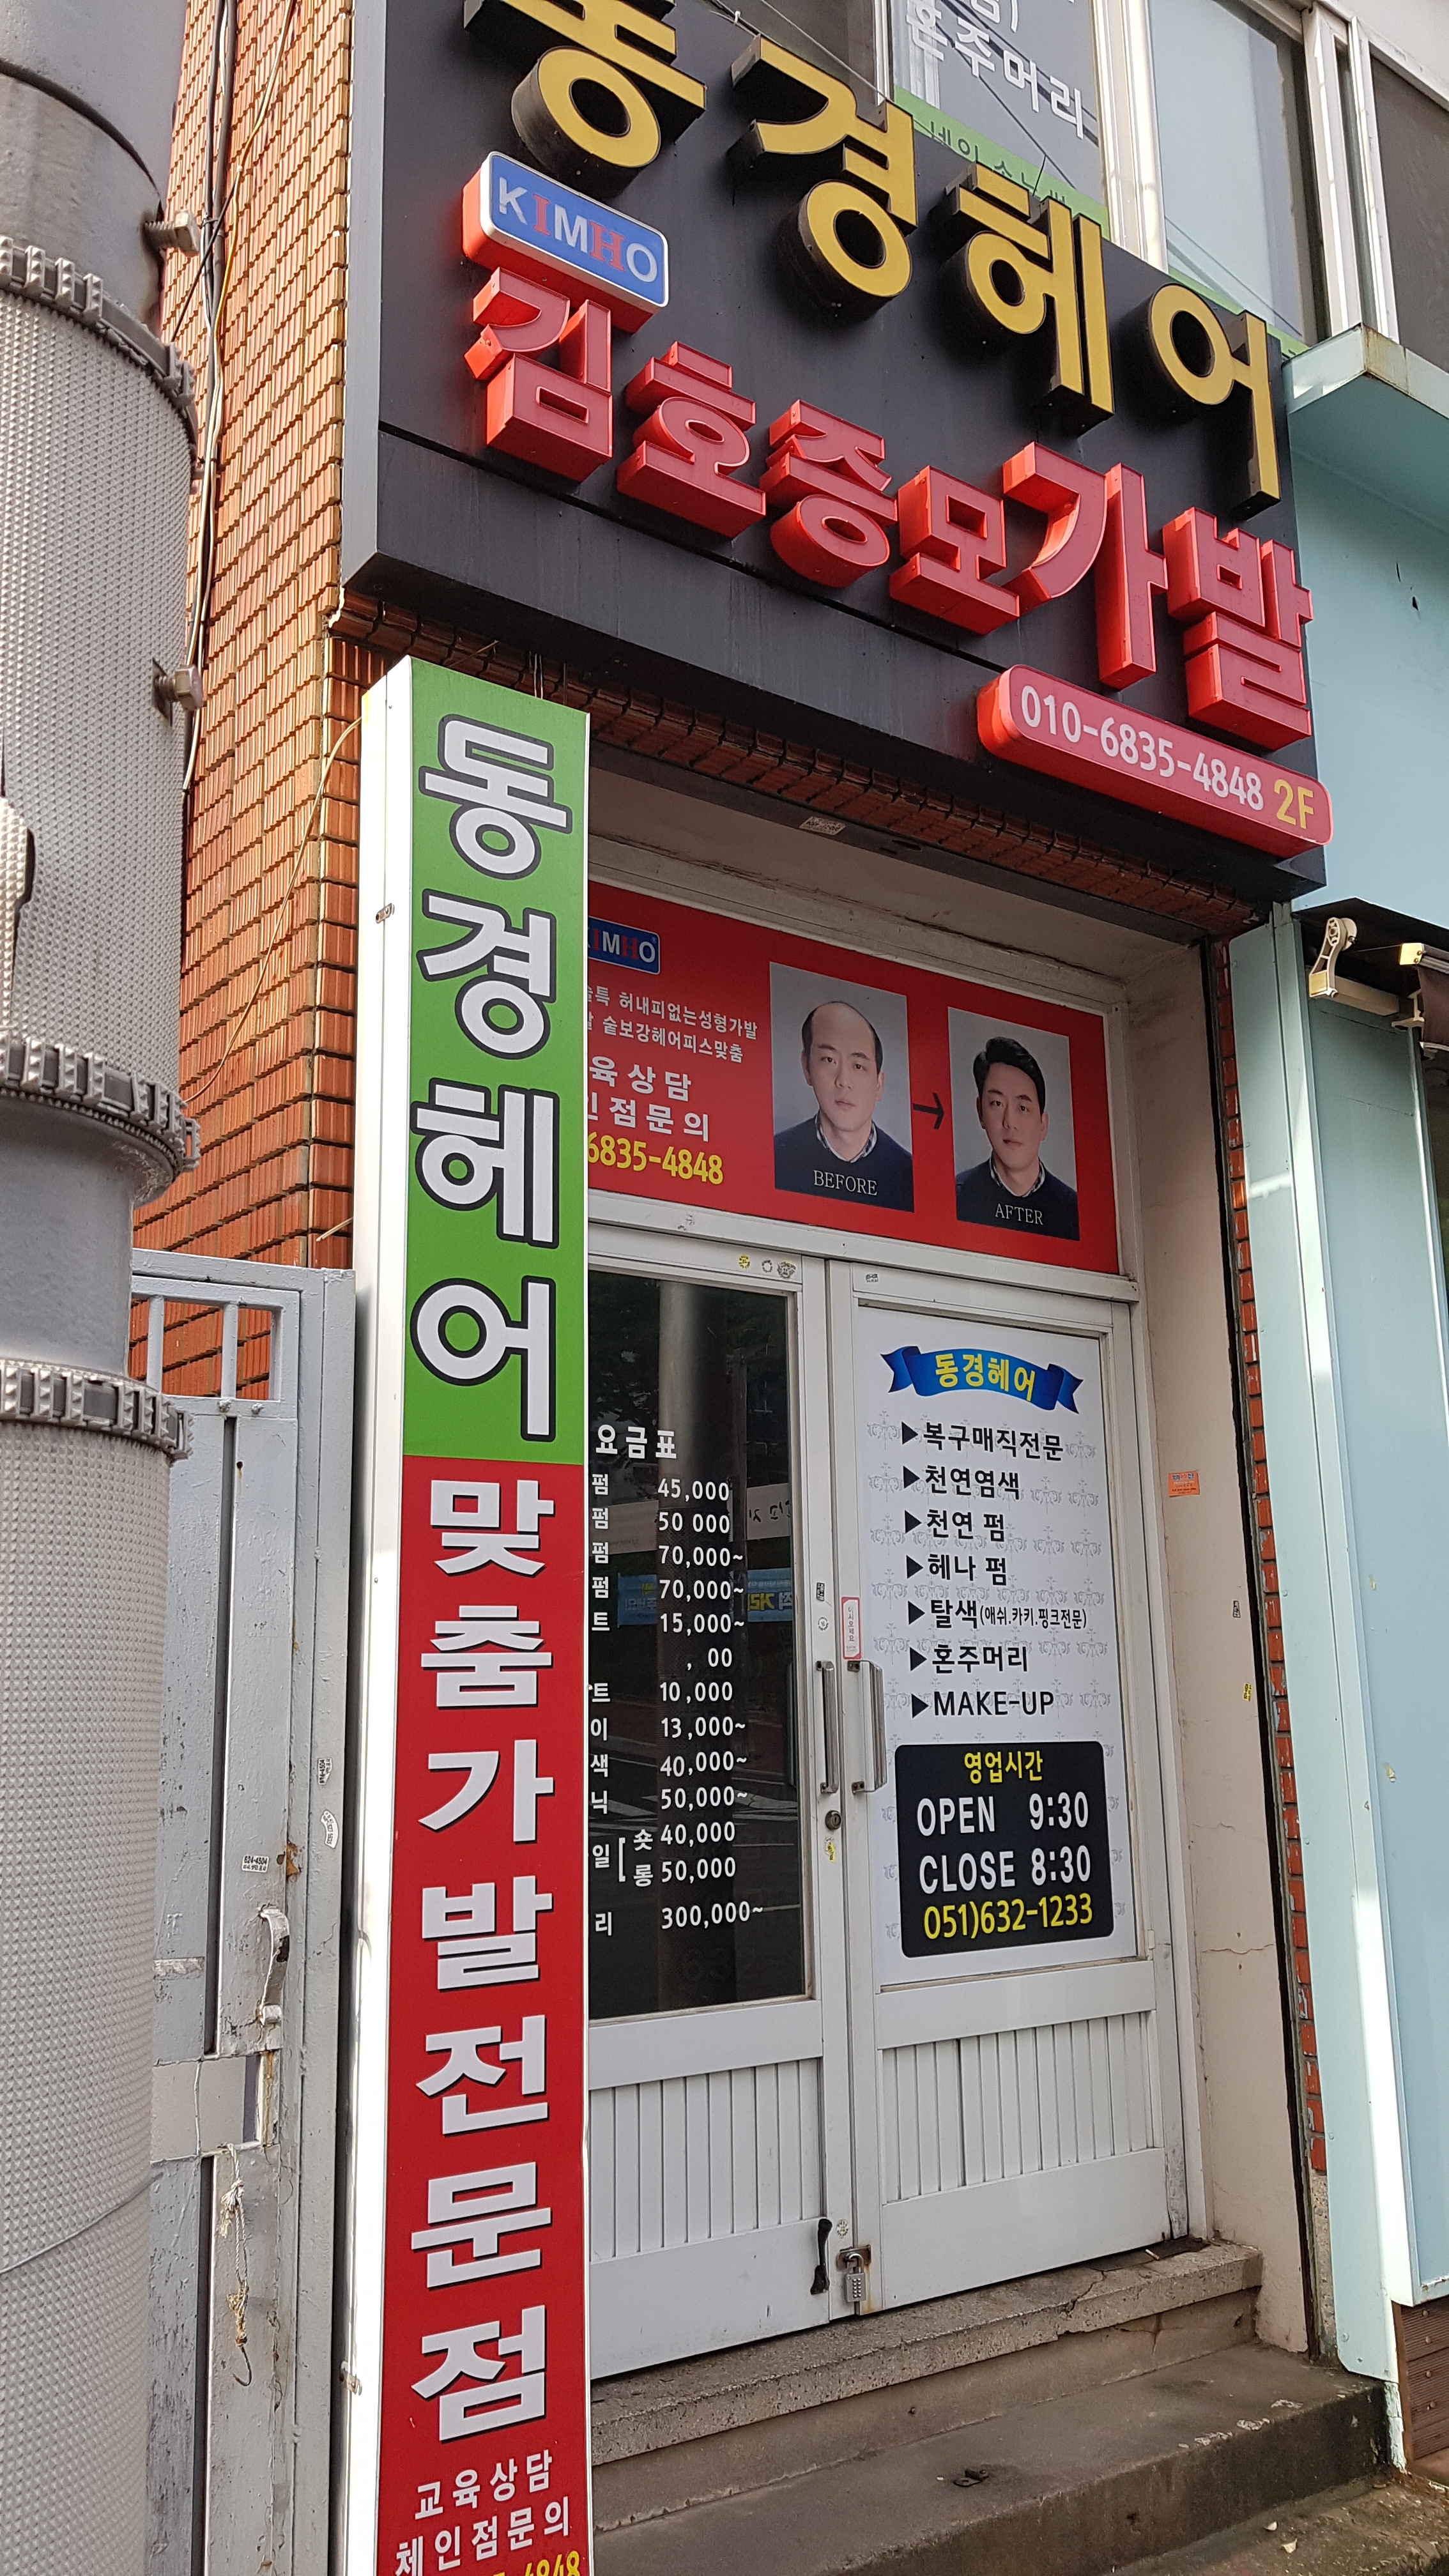 혼주머리
동경헤어
KIMHO
김호증모가발
010-6835-4848 2F
동경헤어
맞춤가발전문점
교육상담
체인점문의
4848
KIMHO
허내피없는성형가발
숱보강헤어피스맞춤
육상담
인점문의
6835-4848
BEFORE
AFTER
요금표
펌 45,000
펌 50 000
펌 70,000~
펌 70,000~
트 15,000~
, 00
트 10,000
이 13,000~
색 40,000~
닉 50,000~
일 [ 숏 40,000
롱 50,000
리 300,000~
동경헤어
▶복구매직전문
▶천연염색
▶천연 펌
▶헤나 펌
▶탈색(애쉬.카키.핑크전문)
▶혼주머리
▶MAKE-UP
영업시간
OPEN 9:30
CLOSE 8:30
051)632-1233